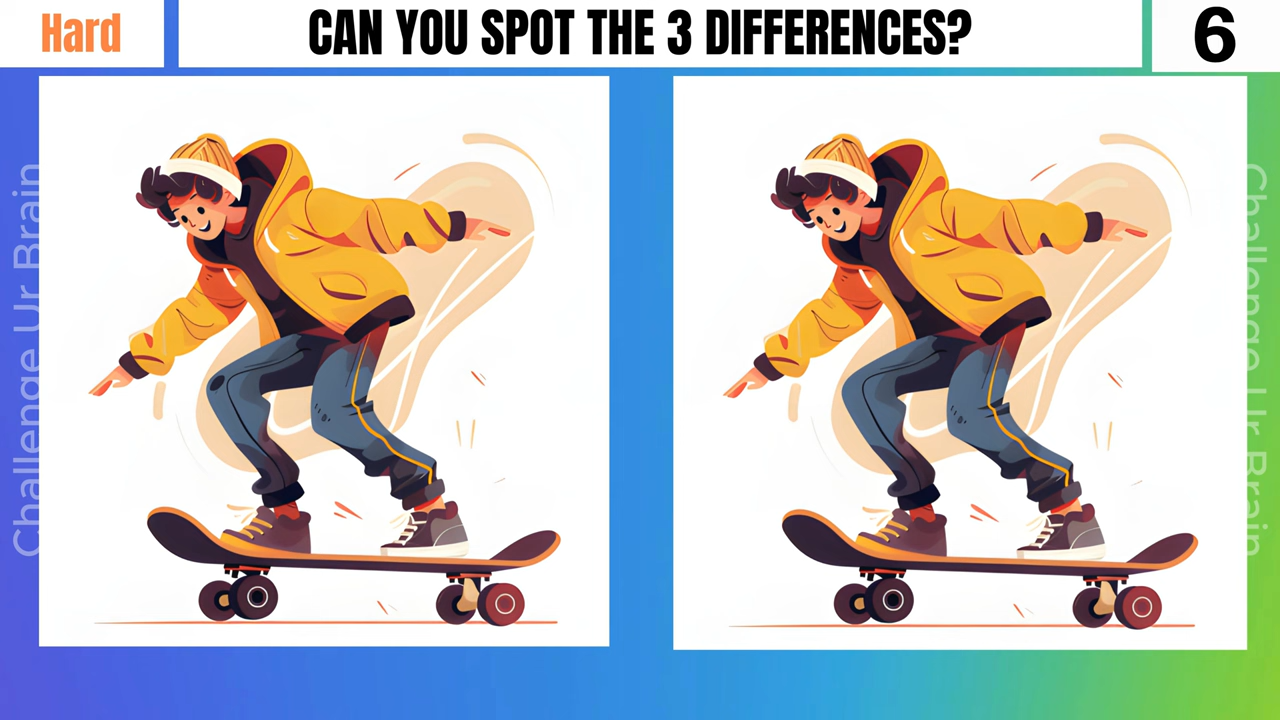 Hard
CAN YOU SPOT THE 3 DIFFERENCES?
6
Challenge Ur Brain
Challenge Ur Brain